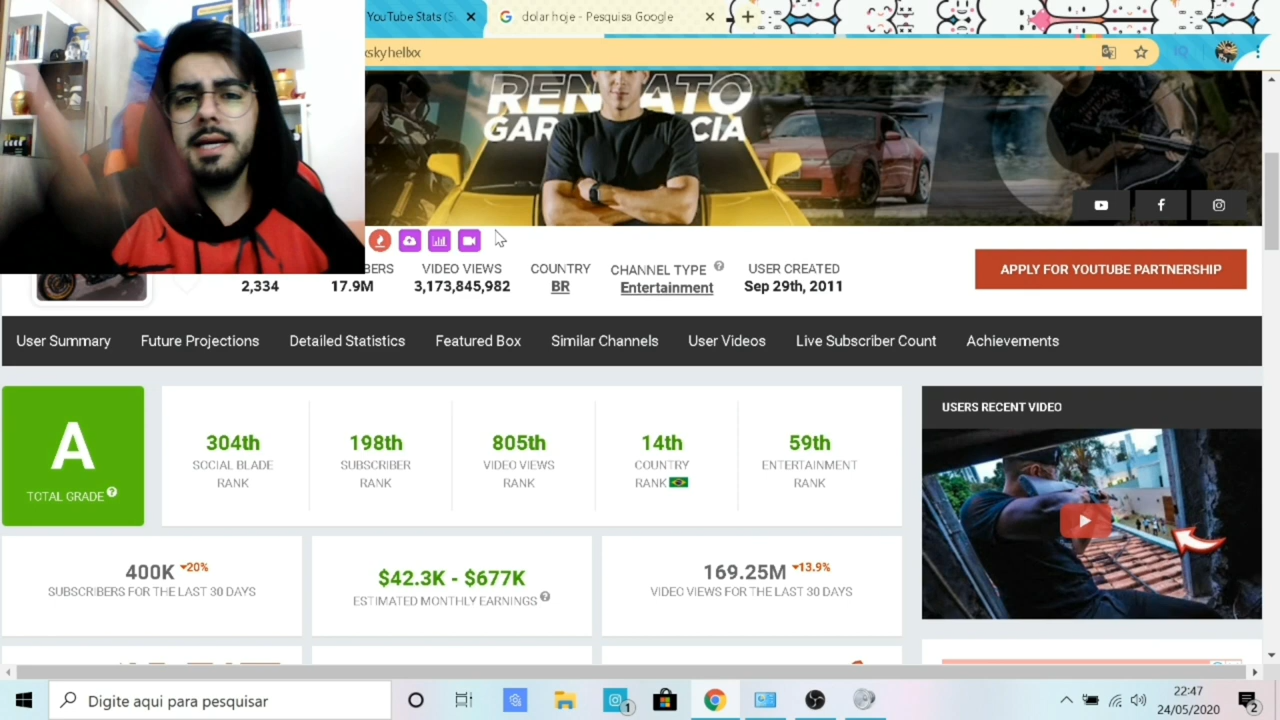 YouTube Stats (S
dolar hoje - Pesquisa Google
xskyhellxx
RENATO
GARCIA
BERS
VIDEO VIEWS
COUNTRY
CHANNEL TYPE
USER CREATED
2,334
17.9M
3,173,845,982
BR
Entertainment
Sep 29th, 2011
APPLY FOR YOUTUBE PARTNERSHIP
User Summary
Future Projections
Detailed Statistics
Featured Box
Similar Channels
User Videos
Live Subscriber Count
Achievements
A
TOTAL GRADE
304th
SOCIAL BLADE
RANK
198th
SUBSCRIBER
RANK
805th
VIDEO VIEWS
RANK
14th
COUNTRY
RANK
59th
ENTERTAINMENT
RANK
USERS RECENT VIDEO
400K 20%
SUBSCRIBERS FOR THE LAST 30 DAYS
$42.3K - $677K
ESTIMATED MONTHLY EARNINGS
169.25M 13.9%
VIDEO VIEWS FOR THE LAST 30 DAYS
Digite aqui para pesquisar
1
22:47
24/05/2020
2